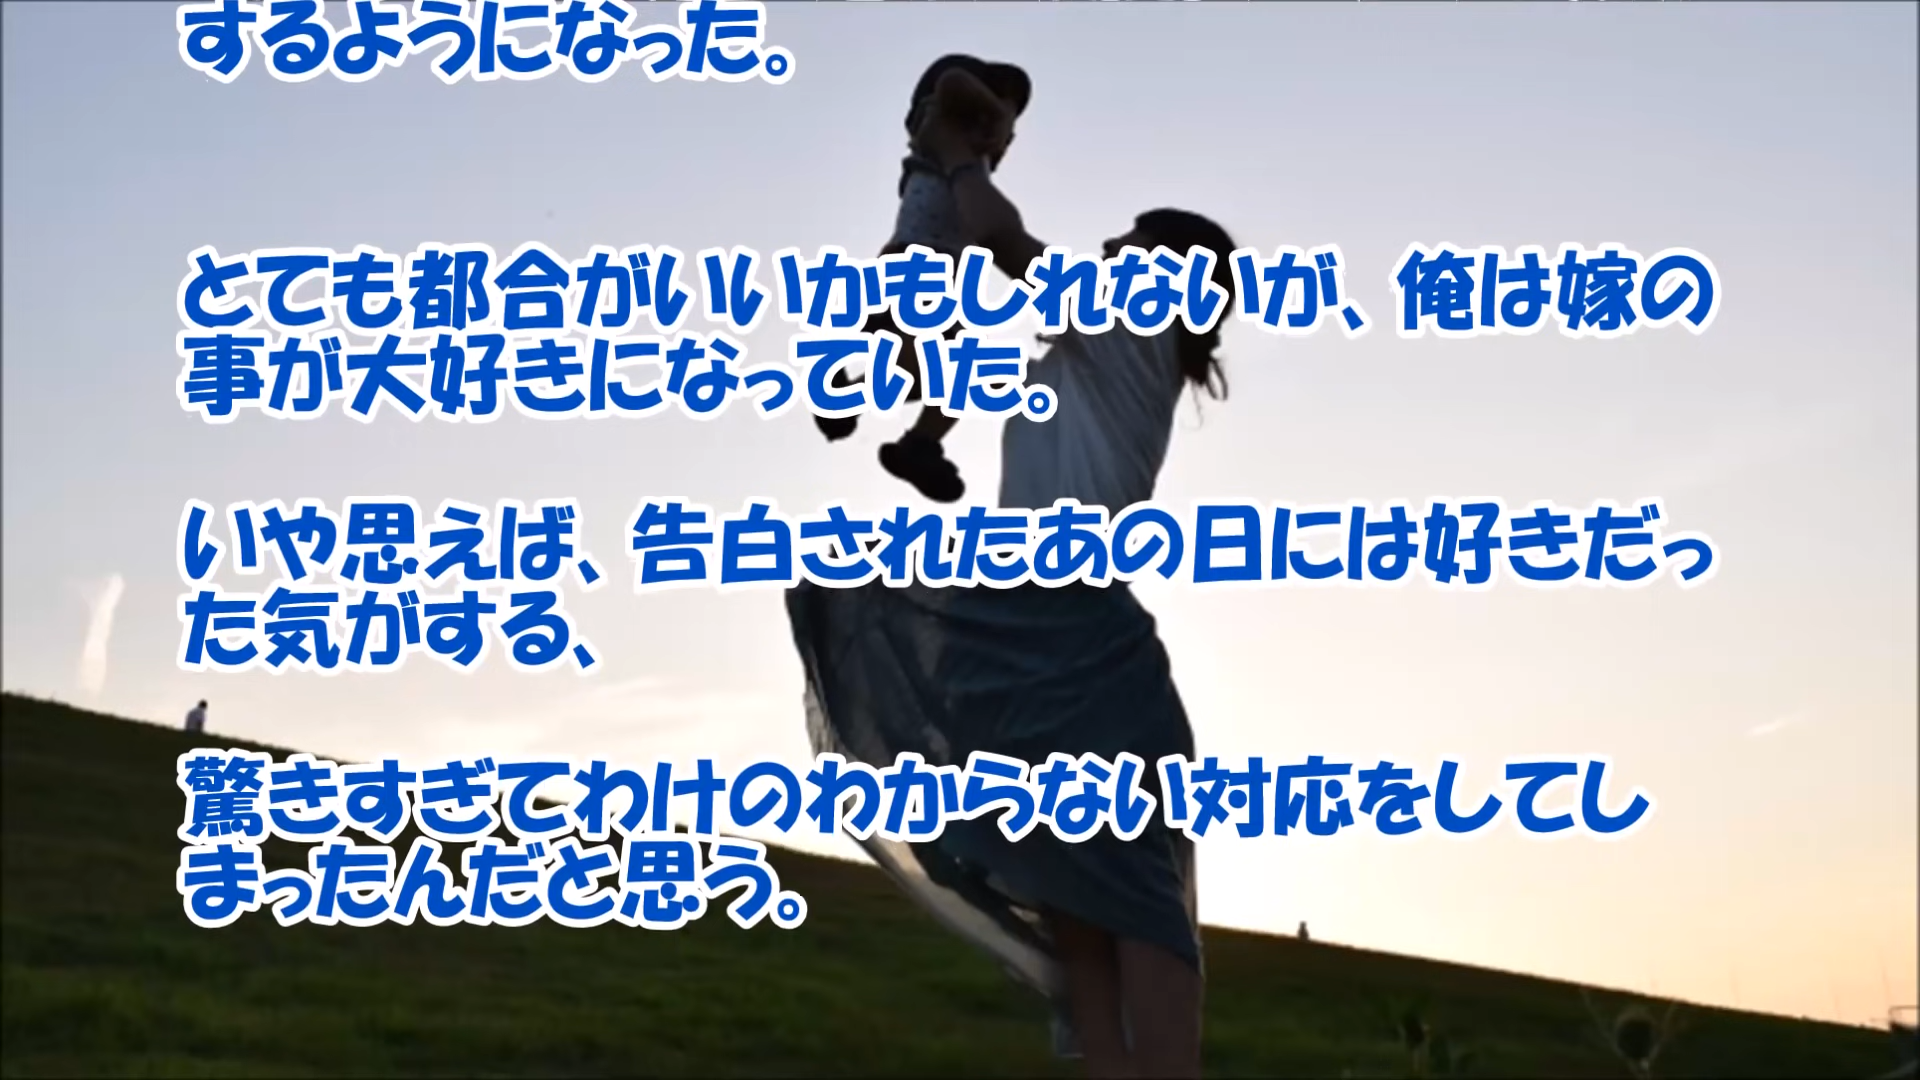 するようになった。
とても都合がいいかもしれないが、俺は嫁の
事が大好きになっていた。
いや思えば、告白されたあの日には好きだっ
た気がする、
驚きすぎてわけのわからない対応をしてし
まったんだと思う。